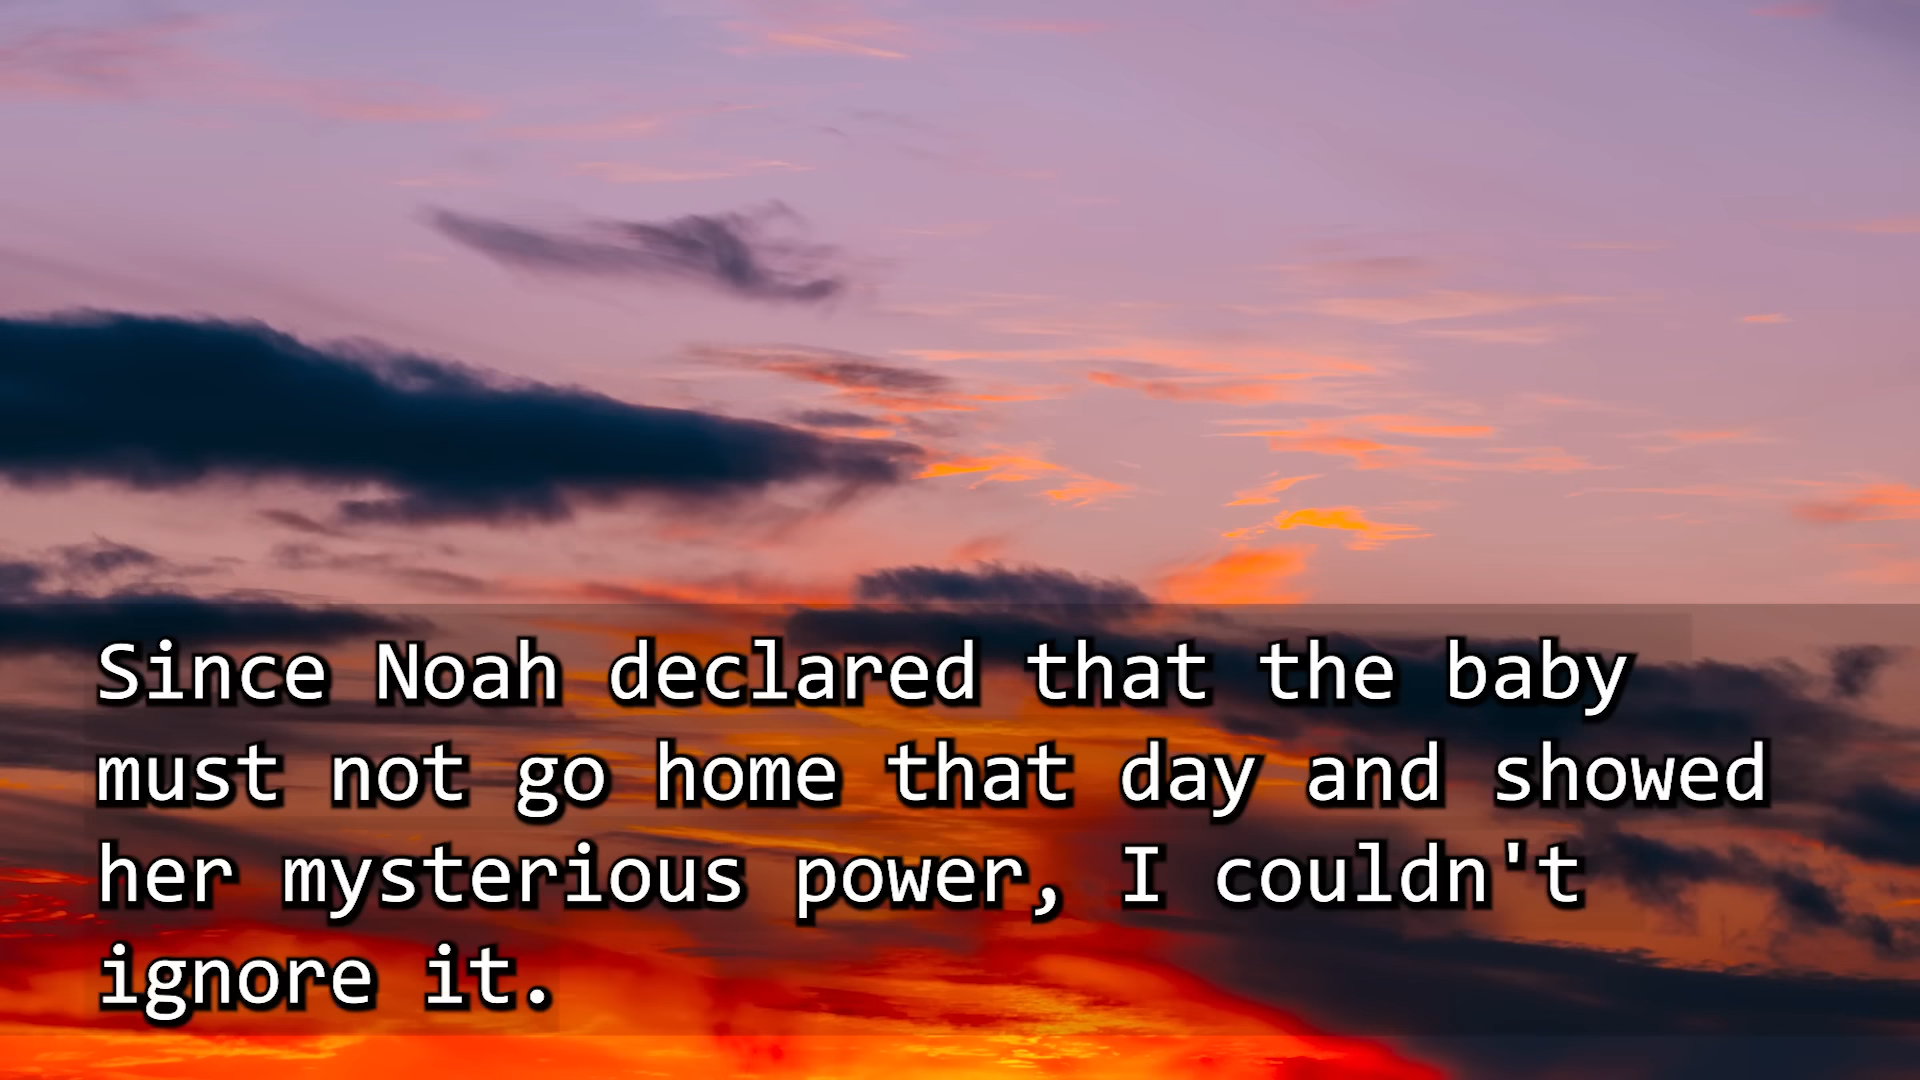 Since Noah declared that the baby
must not go home that day and showed
her mysterious power, I couldn't
ignore it.